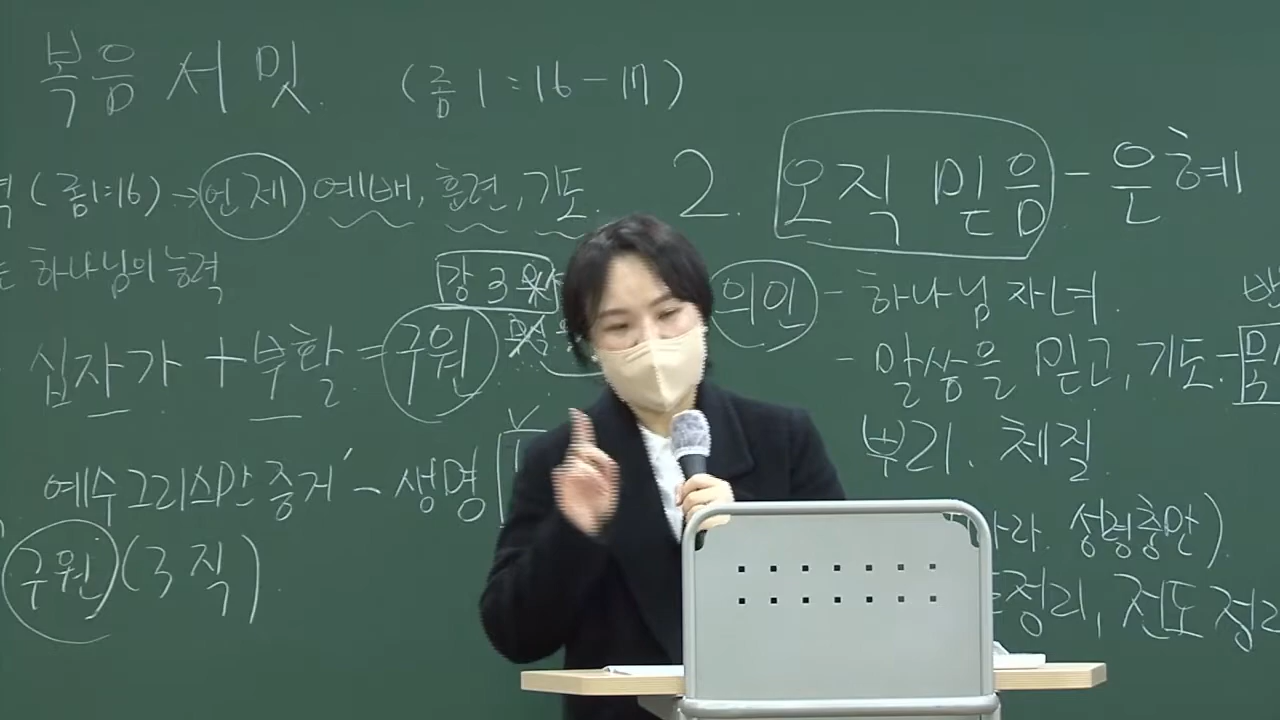 복음 서밋. (롬1:16-17)
(롬1:16) → 언제 예배, 훈련, 기도.
하나님의 능력
강 3
십자가 + 부활 = 구원
예수 그리스도만 증거 - 생명
구원 (3직)
2. 오직 믿음 - 은혜
의인 - 하나님 자녀.
- 말씀을 믿고, 기도 -
뿌리. 체질.
성령충만)
정리, 전도 정리